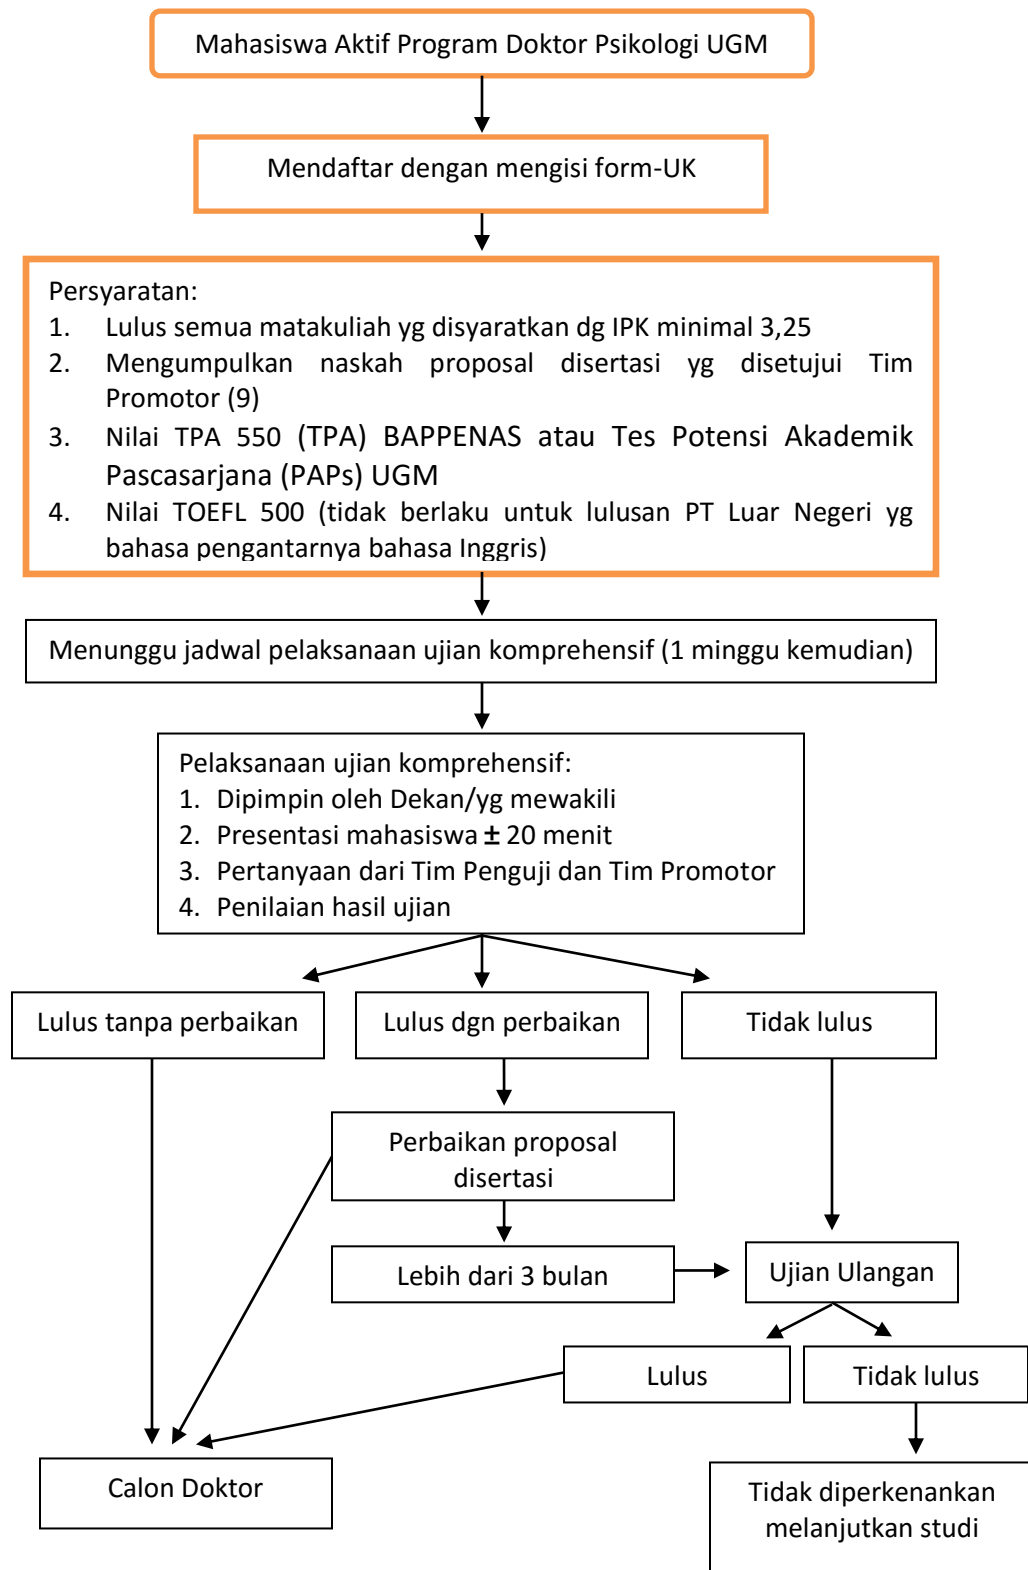 Mahasiswa Aktif Program Doktor Psikologi UGM
Mendaftar dengan mengisi form-UK
Persyaratan:
1. Lulus semua matakuliah yg disyaratkan dg IPK minimal 3,25
2. Mengumpulkan naskah proposal disertasi yg disetujui Tim
Promotor (9)
3. Nilai TPA 550 (TPA) BAPPENAS atau Tes Potensi Akademik
Pascasarjana (PAPs) UGM
4. Nilai TOEFL 500 (tidak berlaku untuk lulusan PT Luar Negeri yg
bahasa pengantarnya bahasa Inggris)
Menunggu jadwal pelaksanaan ujian komprehensif (1 minggu kemudian)
Pelaksanaan ujian komprehensif:
1. Dipimpin oleh Dekan/yg mewakili
2. Presentasi mahasiswa ± 20 menit
3. Pertanyaan dari Tim Penguji dan Tim Promotor
4. Penilaian hasil ujian
Lulus tanpa perbaikan
Lulus dgn perbaikan
Tidak lulus
Perbaikan proposal
disertasi
Lebih dari 3 bulan
Ujian Ulangan
Lulus
Tidak lulus
Calon Doktor
Tidak diperkenankan
melanjutkan studi